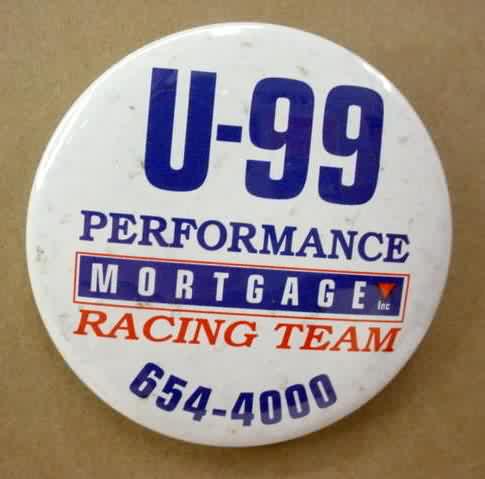 U-99
PERFORMANCE
MORTGAGE Inc
RACING TEAM
654-4000